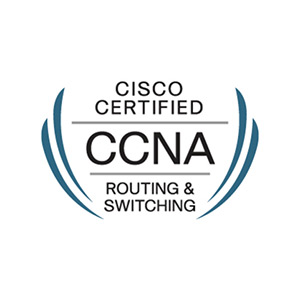 CISCO
CERTIFIED
CCNA
ROUTING &
SWITCHING